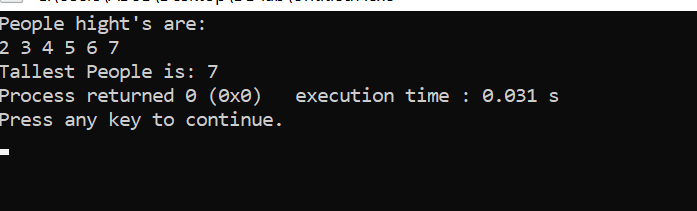 People hight's are:
2 3 4 5 6 7
Tallest People is: 7
Process returned 0 (0x0)   execution time : 0.031 s
Press any key to continue.